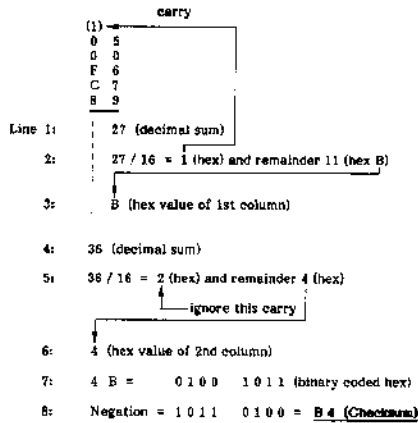 carry
(1)
0 5
0 0
F 6
C 7
8 9
Line 1: 27 (decimal sum)
2: 27 / 16 = 1 (hex) and remainder 11 (hex B)
3: B (hex value of 1st column)
4: 36 (decimal sum)
5: 36 / 16 = 2 (hex) and remainder 4 (hex)
ignore this carry
6: 4 (hex value of 2nd column)
7: 4 B = 0100 1011 (binary coded hex)
8: Negation = 1011 0100 = B4 (Checksum)